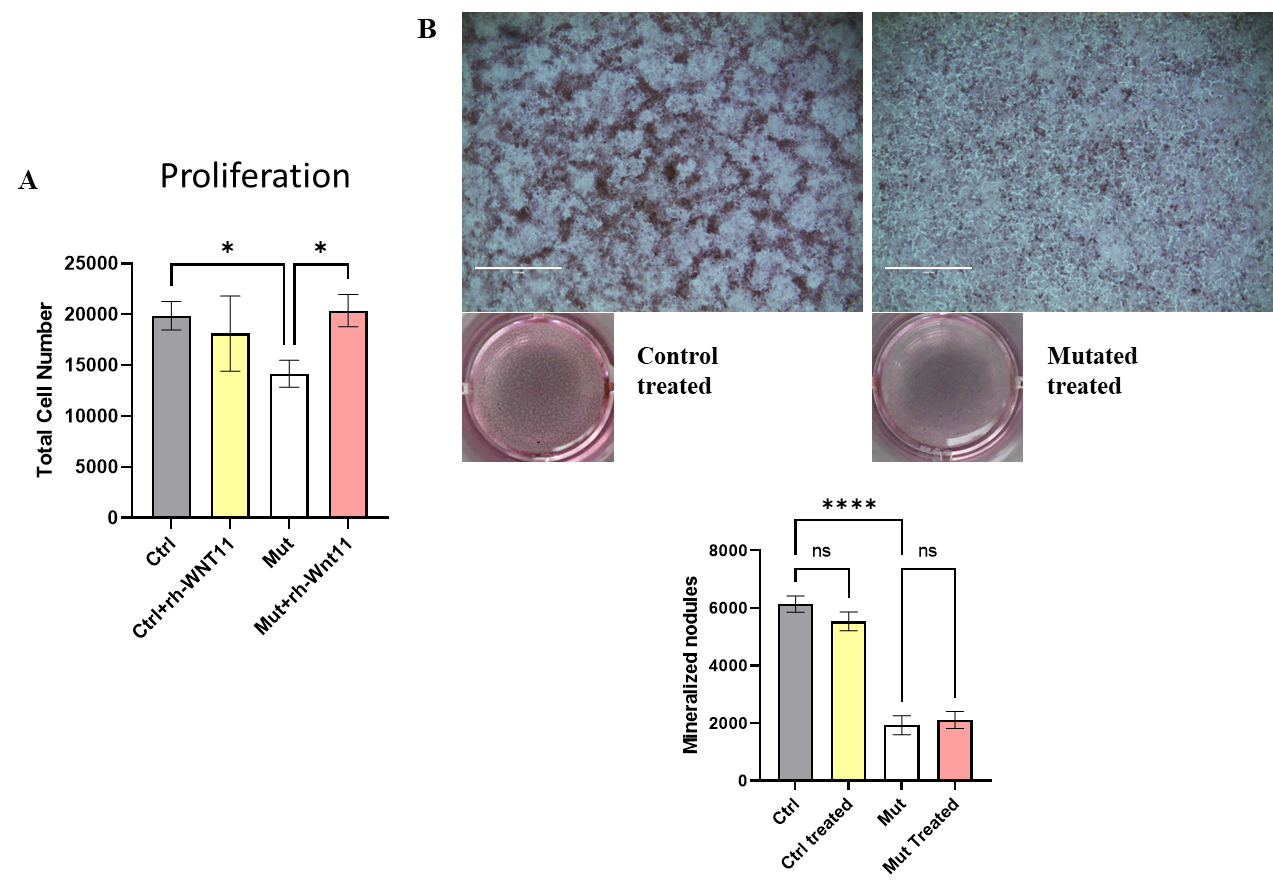 A
Proliferation
* *
Total Cell Number
25000
20000
15000
10000
5000
0
Ctrl
Ctrl+rh-WNT11
Mut
Mut+rh-Wnt11
B
Control
treated
Mutated
treated
****
ns ns
Mineralized nodules
8000
6000
4000
2000
0
Ctrl
Ctrl treated
Mut
Mut Treated